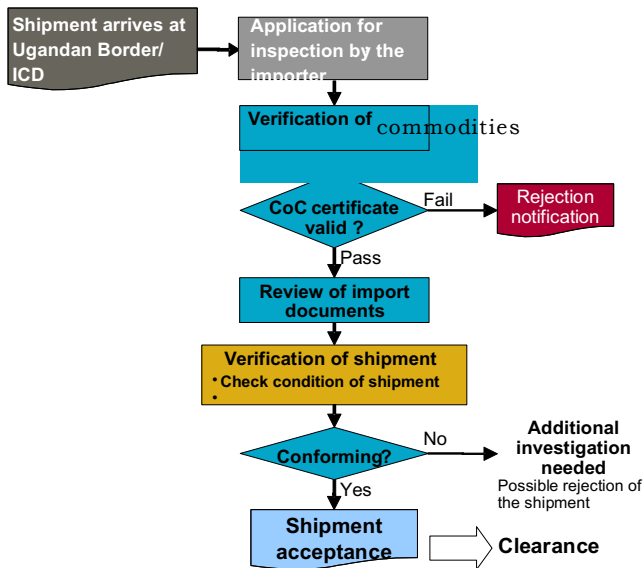 Shipment arrives at
Ugandan Border/
ICD
Application for
inspection by the
importer
Verification of commodities
CoC certificate
valid ?
Fail
Rejection
notification
Pass
Review of import
documents
Verification of shipment
• Check condition of shipment
•
Conforming?
No
Additional
investigation
needed
Possible rejection of
the shipment
Yes
Shipment
acceptance
Clearance